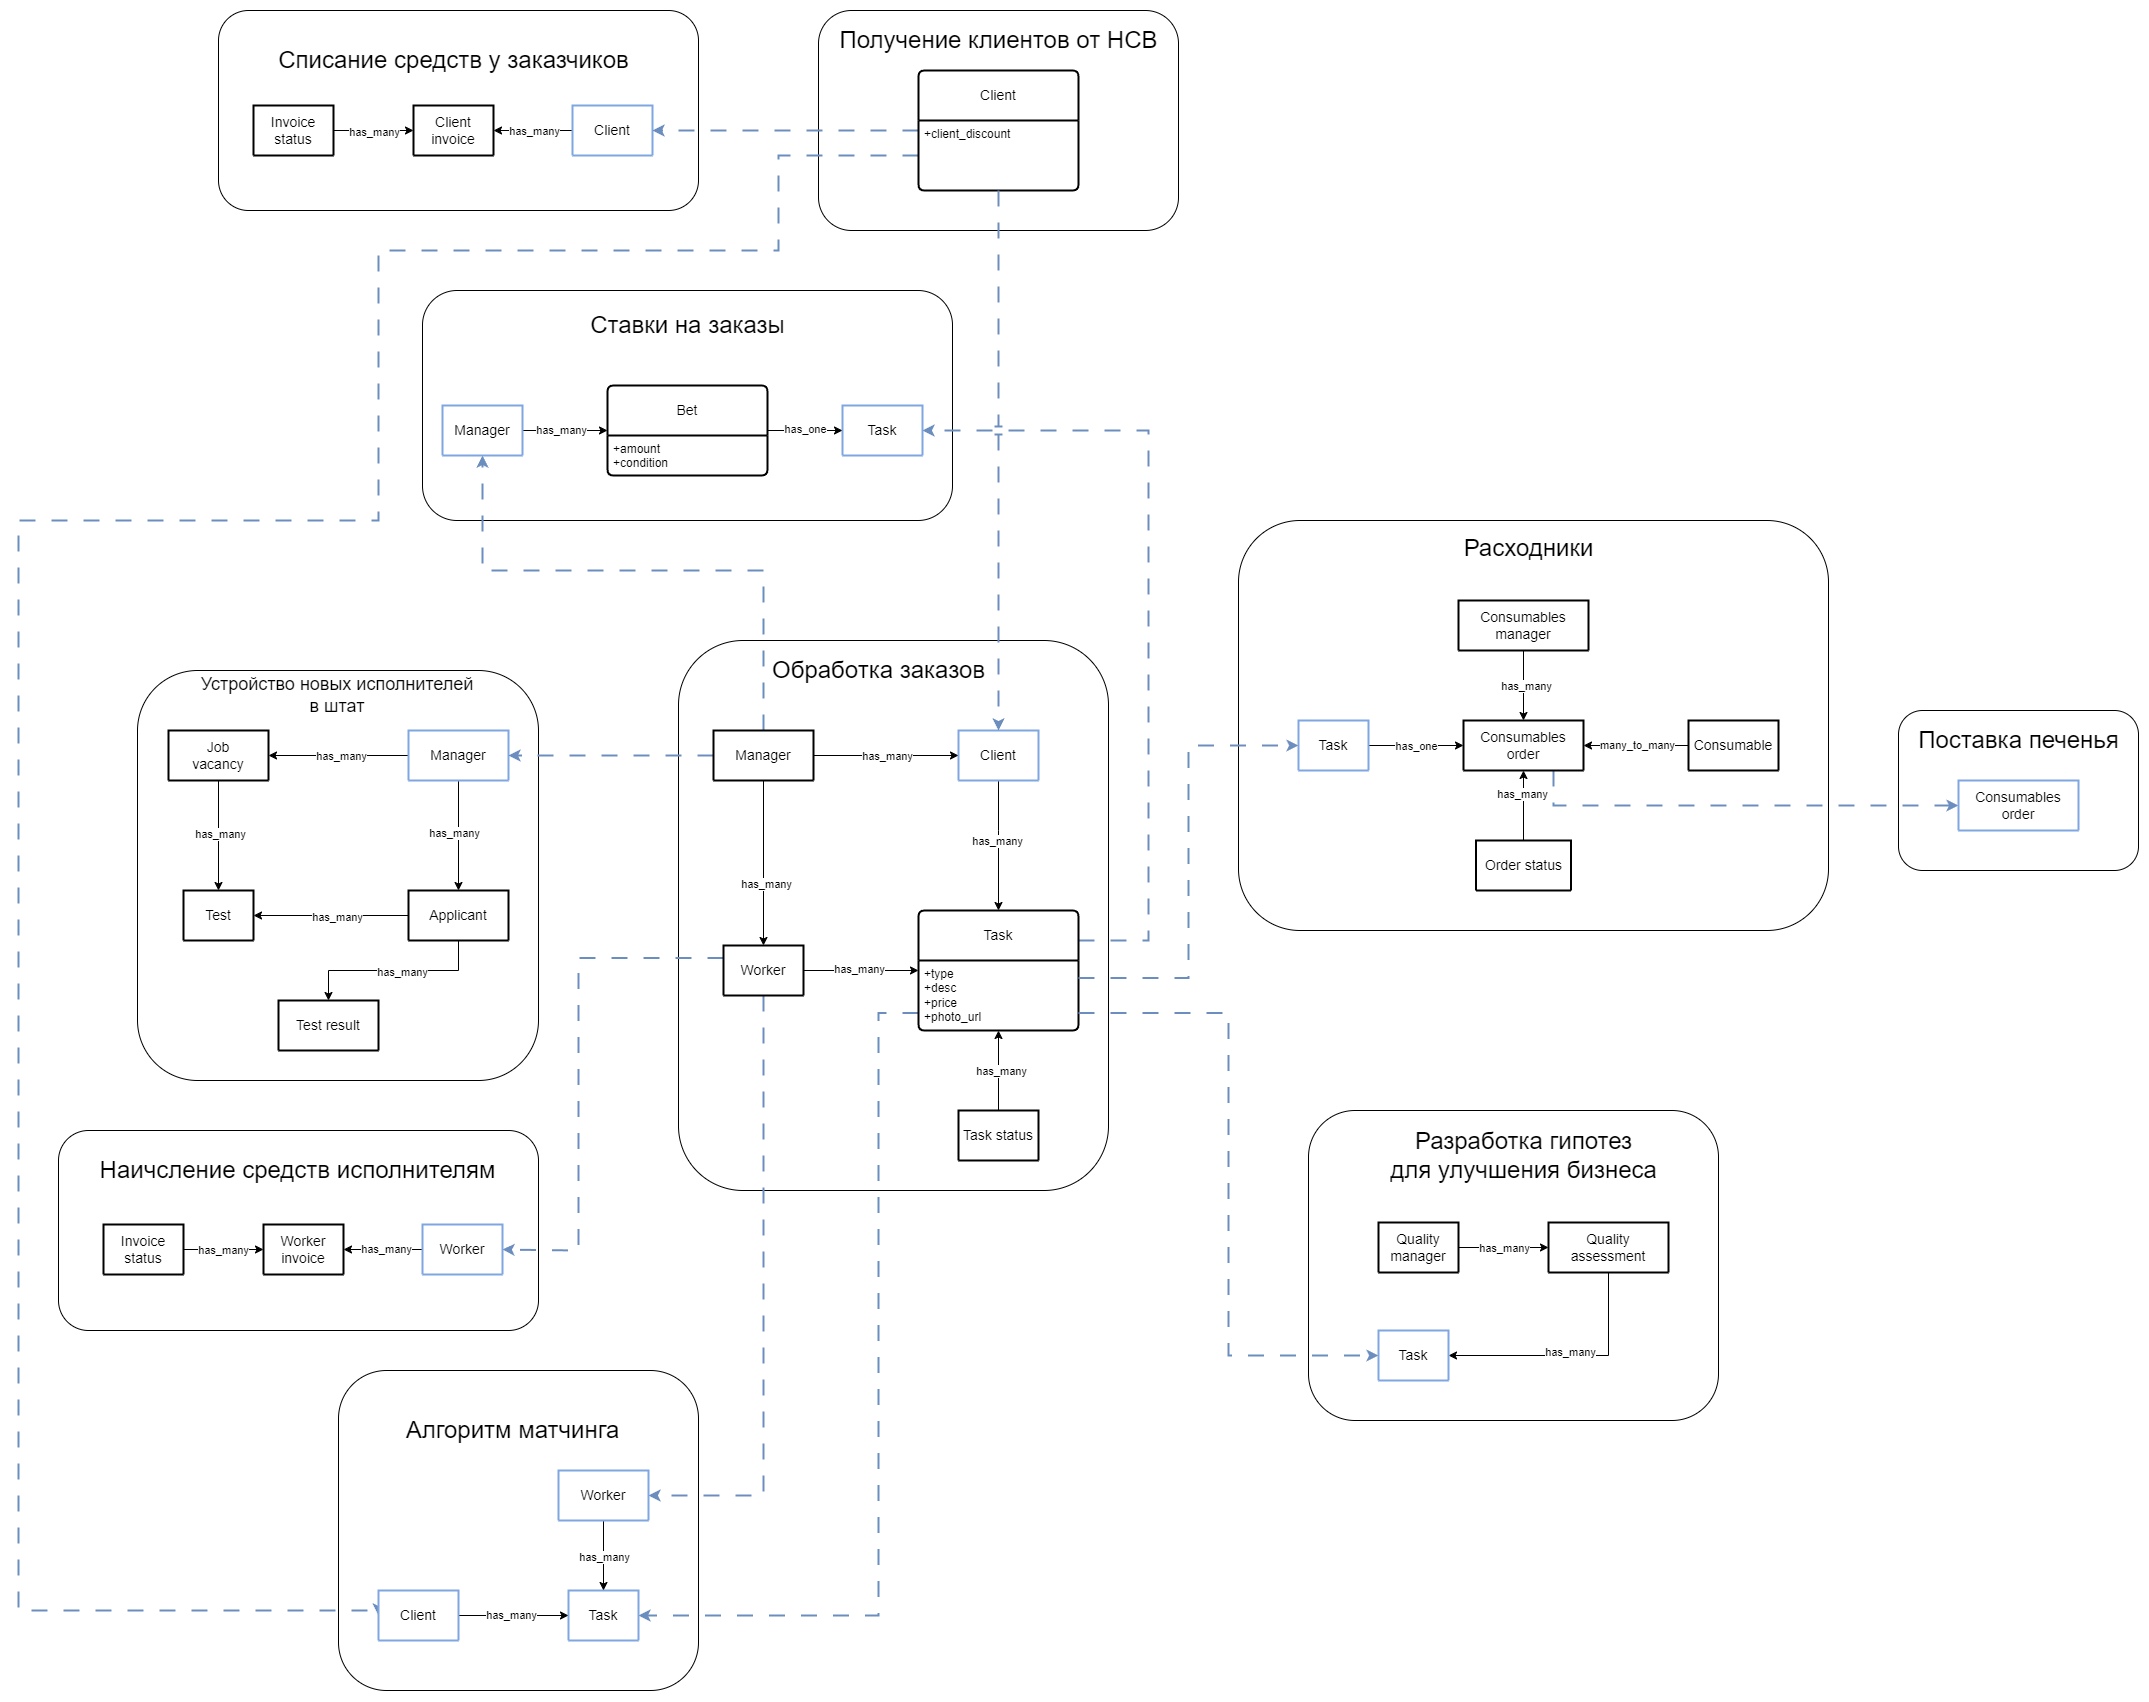 Списание средств у заказчиков
Invoice
status
has_many
Client
invoice
has_many
Client
Получение клиентов от HCB
Client
+client_discount
Ставки на заказы
Manager
has_many
Bet
+amount
+condition
has_one
Task
Расходники
Consumables
manager
has_many
Task
has_one
Consumables
order
many_to_many
Consumable
has_many
Order status
Поставка печенья
Consumables
order
Устройство новых исполнителей
в штат
Job
vacancy
has_many
Manager
has_many
has_many
Test
has_many
Applicant
has_many
Test result
Обработка заказов
Manager
has_many
Client
has_many
has_many
Worker
has_many
Task
+type
+desc
+price
+photo_url
has_many
Task status
Наичсление средств исполнителям
Invoice
status
has_many
Worker
invoice
has_many
Worker
Разработка гипотез
для улучшения бизнеса
Quality
manager
has_many
Quality
assessment
Task
has_many
Алгоритм матчинга
Worker
has_many
Client
has_many
Task